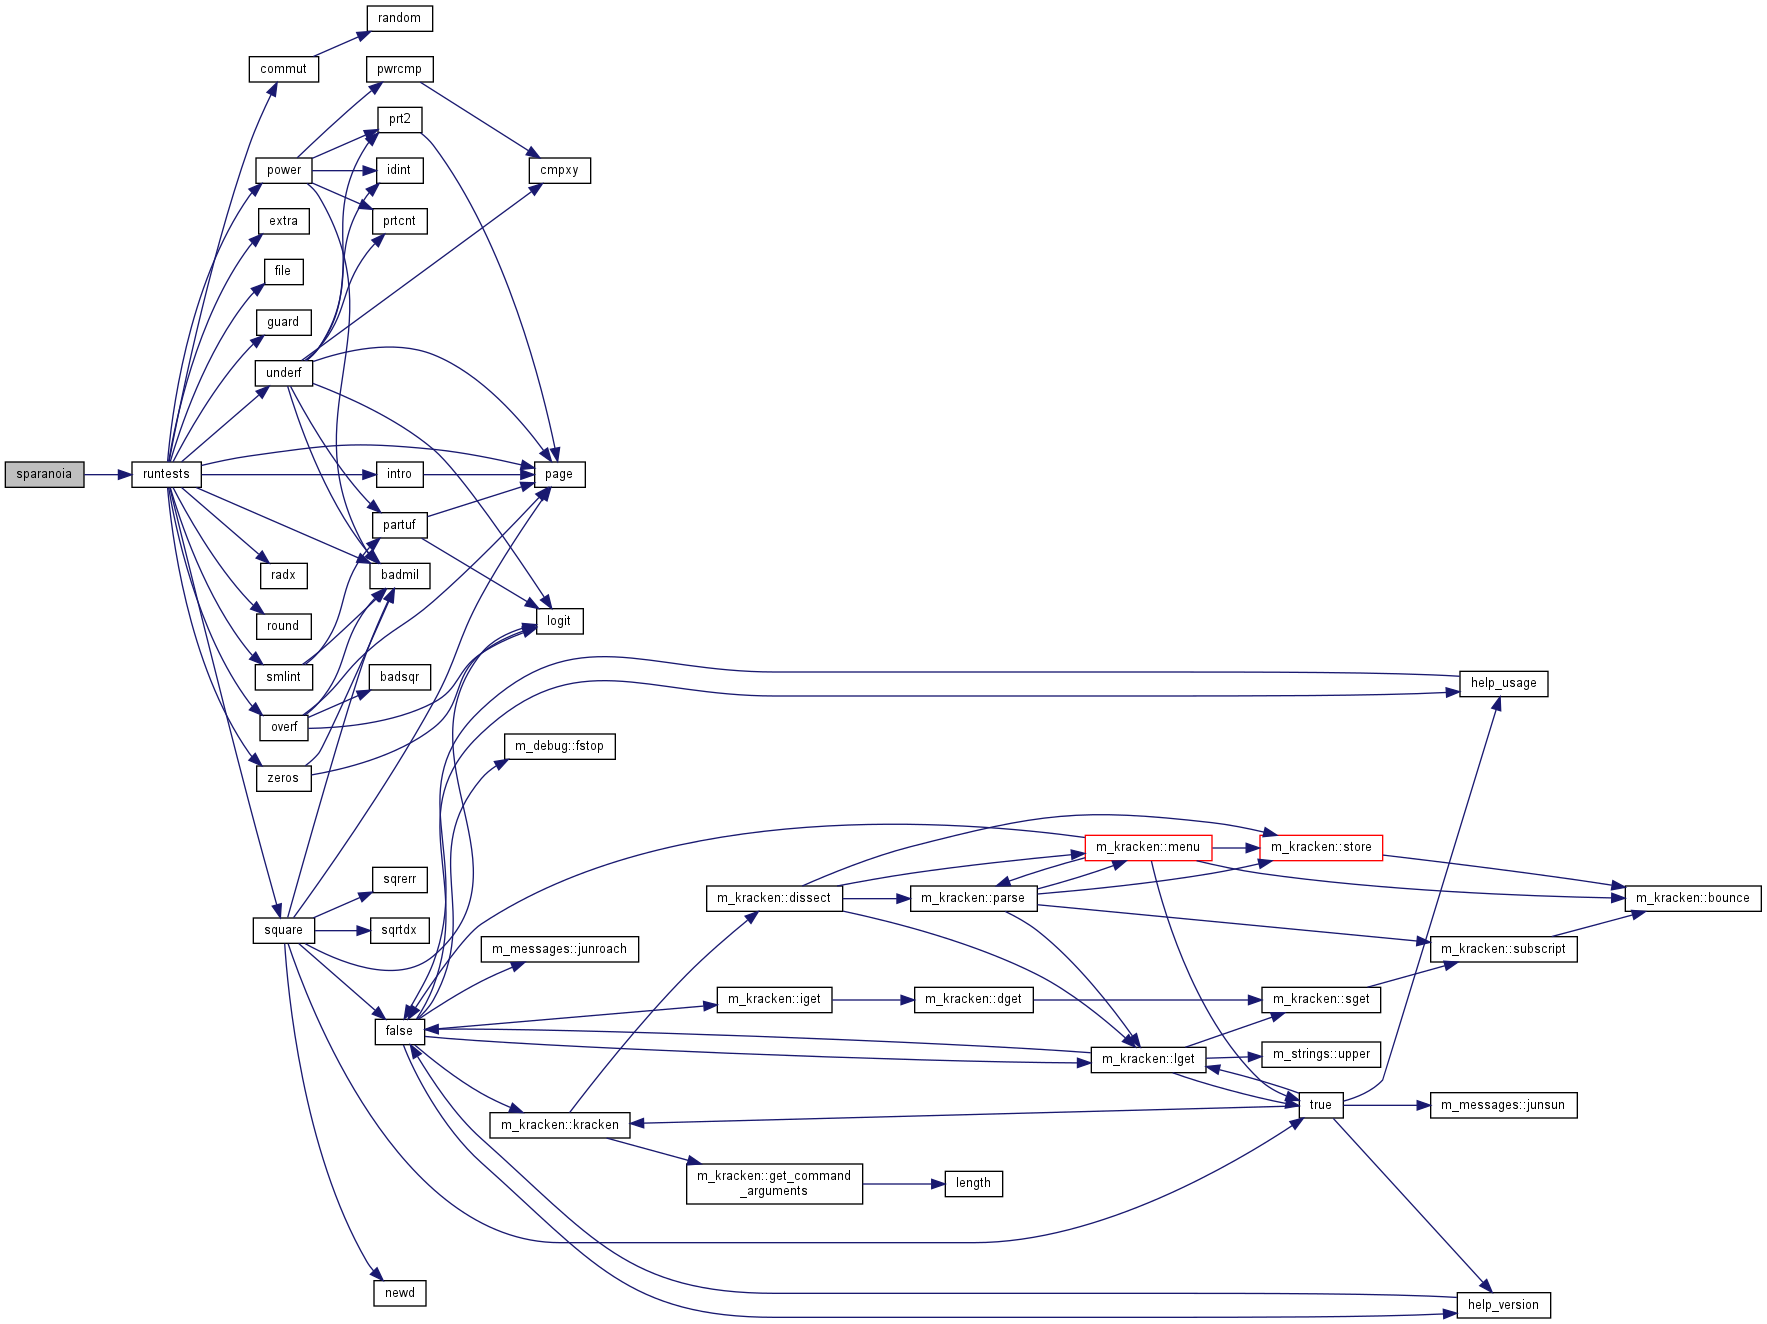 random
commut
pwrcmp
prt2
power
idint
cmpxy
extra
prtcnt
file
guard
underf
sparanoia
runtests
intro
page
partuf
radx
badmil
round
logit
smlint
badsqr
help_usage
overf
m_debug::fstop
zeros
m_kracken::menu
m_kracken::store
sqrerr
m_kracken::dissect
m_kracken::parse
m_kracken::bounce
square
sqrtdx
m_messages::junroach
m_kracken::subscript
m_kracken::iget
m_kracken::dget
m_kracken::sget
false
m_kracken::lget
m_strings::upper
true
m_messages::junsun
m_kracken::kracken
m_kracken::get_command
_arguments
length
newd
help_version